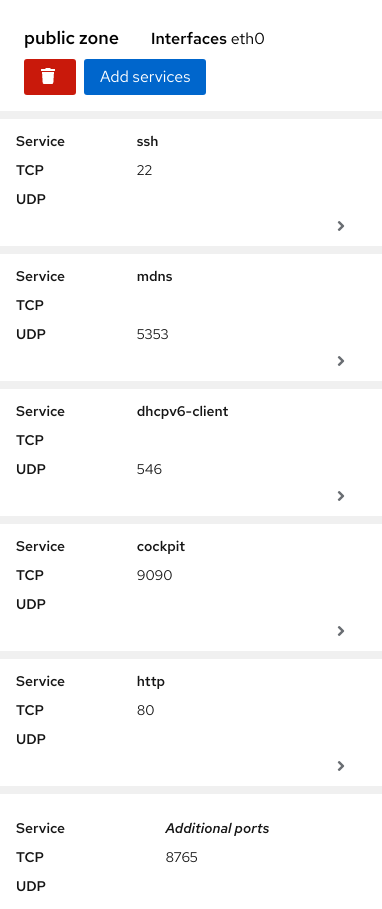 public zone Interfaces eth0
Add services
Service ssh
TCP 22
UDP
Service mdns
TCP
UDP 5353
Service dhcpv6-client
TCP
UDP 546
Service cockpit
TCP 9090
UDP
Service http
TCP 80
UDP
Service Additional ports
TCP 8765
UDP